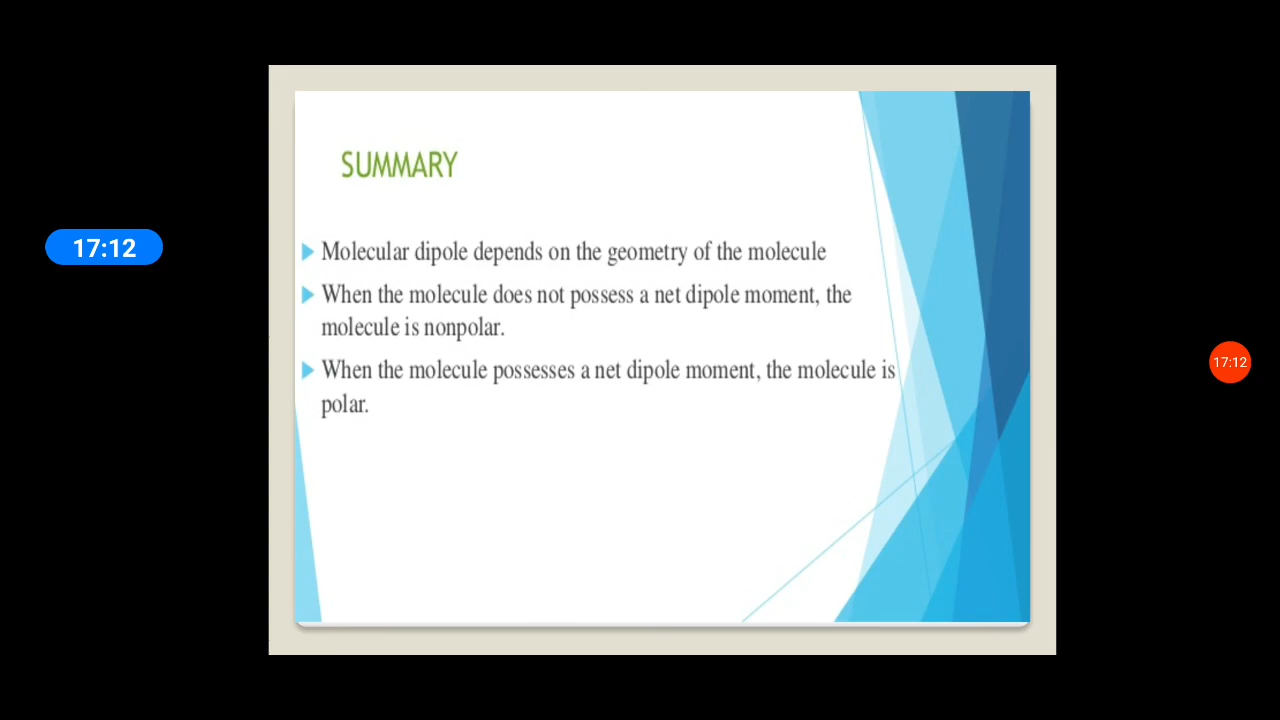 SUMMARY
17:12
Molecular dipole depends on the geometry of the molecule
When the molecule does not possess a net dipole moment, the
molecule is nonpolar.
When the molecule possesses a net dipole moment, the molecule is
polar.
17:12